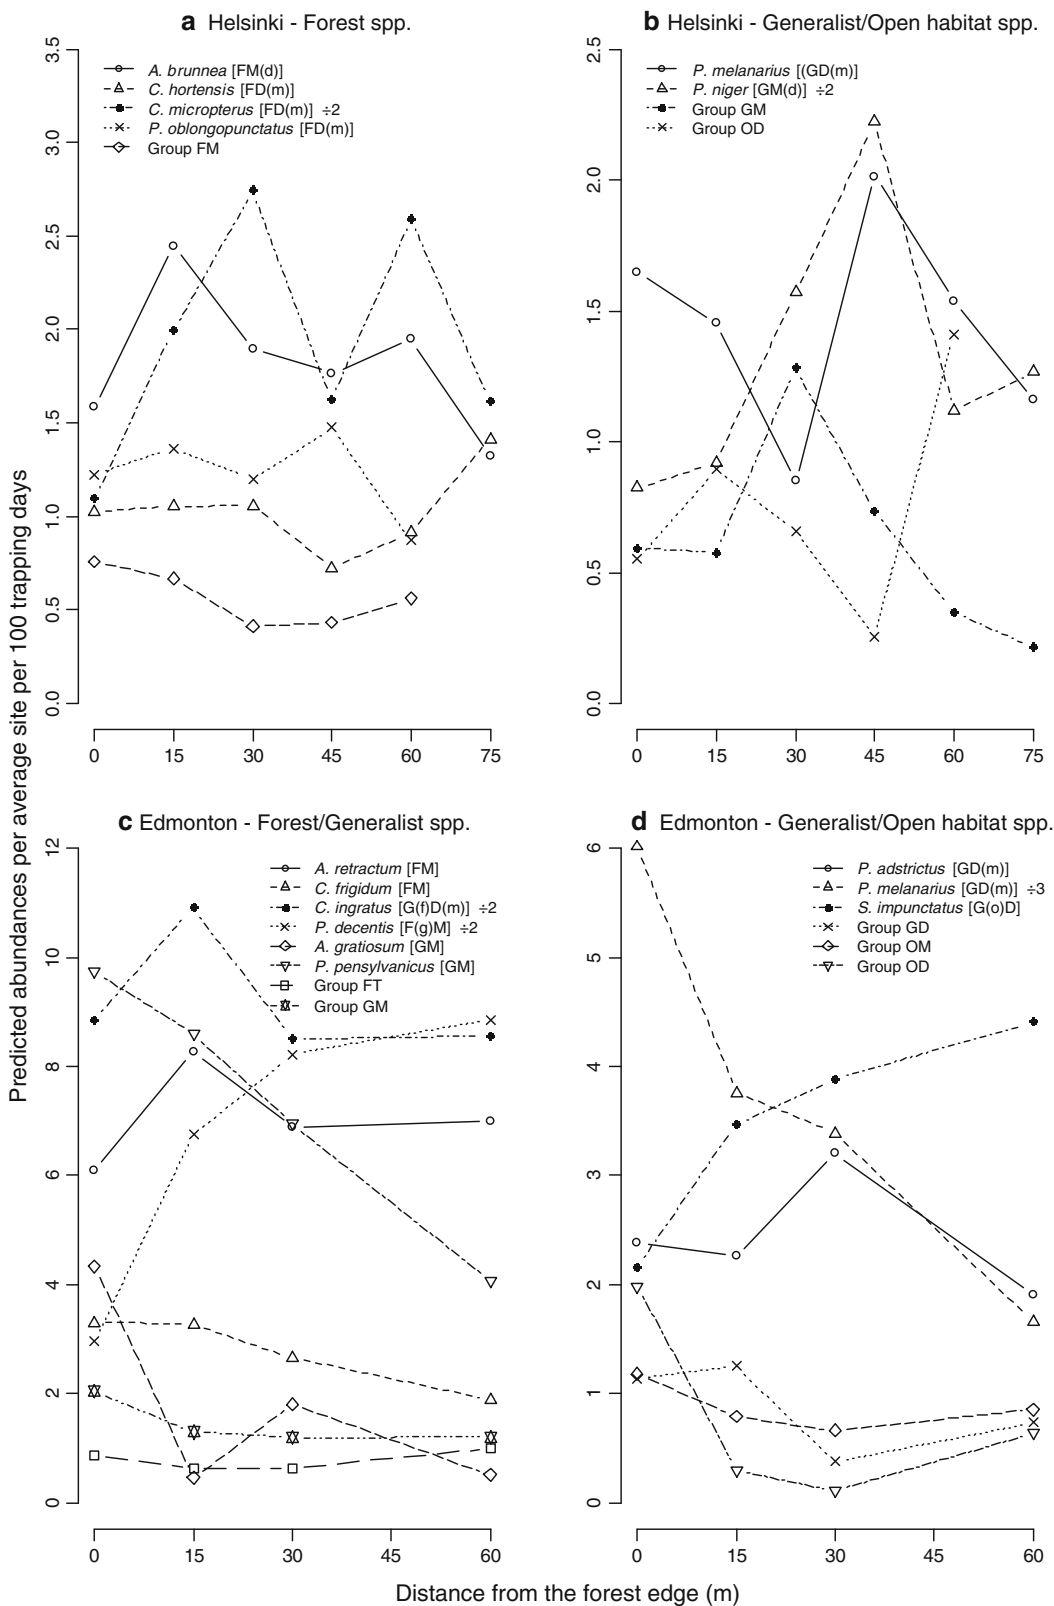 a Helsinki - Forest spp.
3.5
3.0
2.5
2.0
1.5
1.0
0.5
0.0
A. brunnea [FM(d)]
C. hortensis [FD(m)]
C. micropterus [FD(m)] ÷2
P. oblongopunctatus [FD(m)]
Group FM
0 15 30 45 60 75
b Helsinki - Generalist/Open habitat spp.
2.5
2.0
1.5
1.0
0.5
0.0
P. melanarius [(GD(m)]
P. niger [GM(d)] ÷2
Group GM
Group OD
0 15 30 45 60 75
Predicted abundances per average site per 100 trapping days
c Edmonton - Forest/Generalist spp.
12
10
8
6
4
2
0
A. retractum [FM]
C. frigidum [FM]
C. ingratus [G(f)D(m)] ÷2
P. decentis [F(g)M] ÷2
A. gratiosum [GM]
P. pensylvanicus [GM]
Group FT
Group GM
0 15 30 45 60
d Edmonton - Generalist/Open habitat spp.
6
5
4
3
2
1
0
P. adstrictus [GD(m)]
P. melanarius [GD(m)] ÷3
S. impunctatus [G(o)D]
Group GD
Group OM
Group OD
0 15 30 45 60
Distance from the forest edge (m)